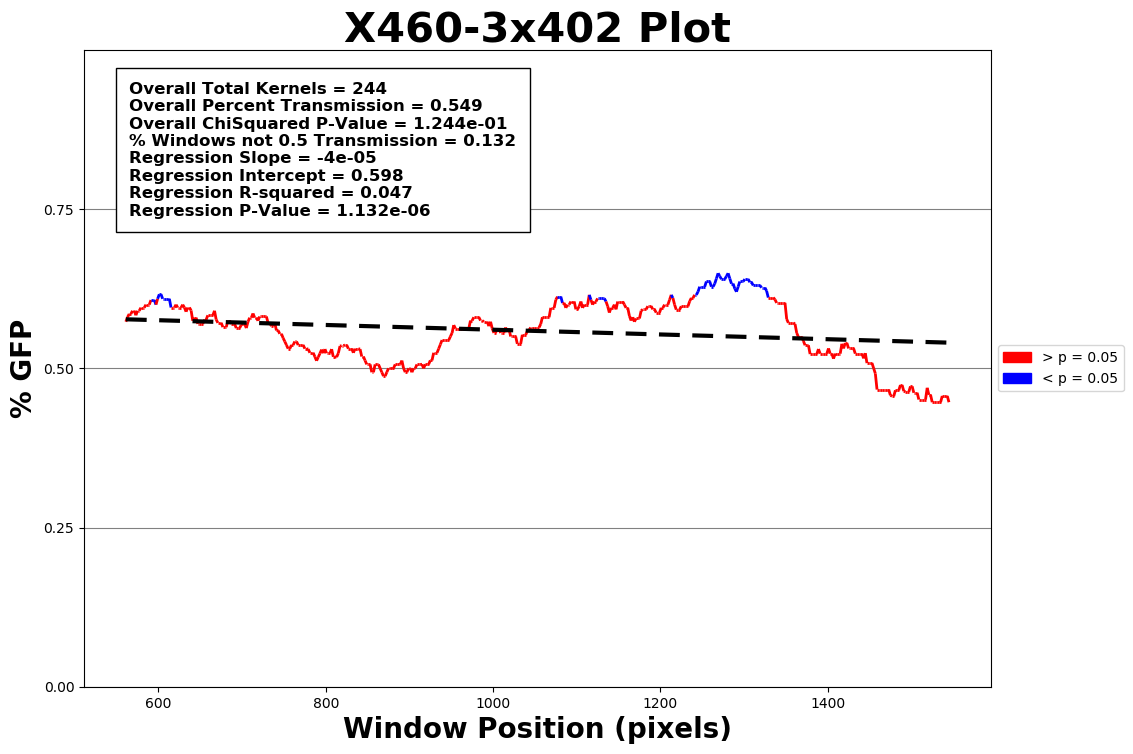 X460-3x402 Plot
Overall Total Kernels = 244
Overall Percent Transmission = 0.549
Overall ChiSquared P-Value = 1.244e-01
% Windows not 0.5 Transmission = 0.132
Regression Slope = -4e-05
Regression Intercept = 0.598
Regression R-squared = 0.047
Regression P-Value = 1.132e-06
0.75
0.50
0.25
0.00
% GFP
> p = 0.05
< p = 0.05
600 800 1000 1200 1400
Window Position (pixels)